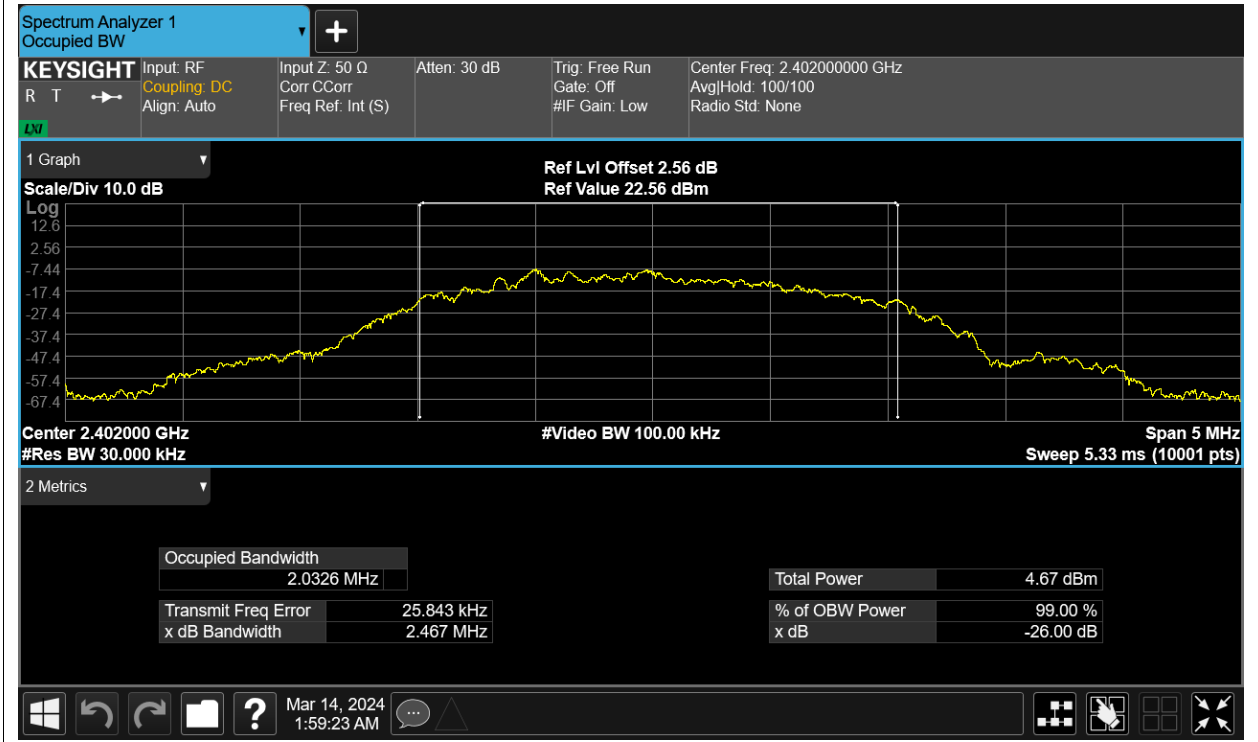 Spectrum Analyzer 1
Occupied BW
KEYSIGHT
R T
LXI
Input: RF
Coupling: DC
Align: Auto
Input Z: 50 Ω
Corr CCorr
Freq Ref: Int (S)
Atten: 30 dB
Trig: Free Run
Gate: Off
#IF Gain: Low
Center Freq: 2.402000000 GHz
Avg|Hold: 100/100
Radio Std: None
1 Graph
Scale/Div 10.0 dB
Ref Lvl Offset 2.56 dB
Ref Value 22.56 dBm
Log
12.6
2.56
-7.44
-17.4
-27.4
-37.4
-47.4
-57.4
-67.4
Center 2.402000 GHz
#Video BW 100.00 kHz
Span 5 MHz
#Res BW 30.000 kHz
Sweep 5.33 ms (10001 pts)
2 Metrics
Occupied Bandwidth
2.0326 MHz
Total Power 4.67 dBm
Transmit Freq Error 25.843 kHz
% of OBW Power 99.00 %
x dB Bandwidth 2.467 MHz
x dB -26.00 dB
?
Mar 14, 2024
1:59:23 AM